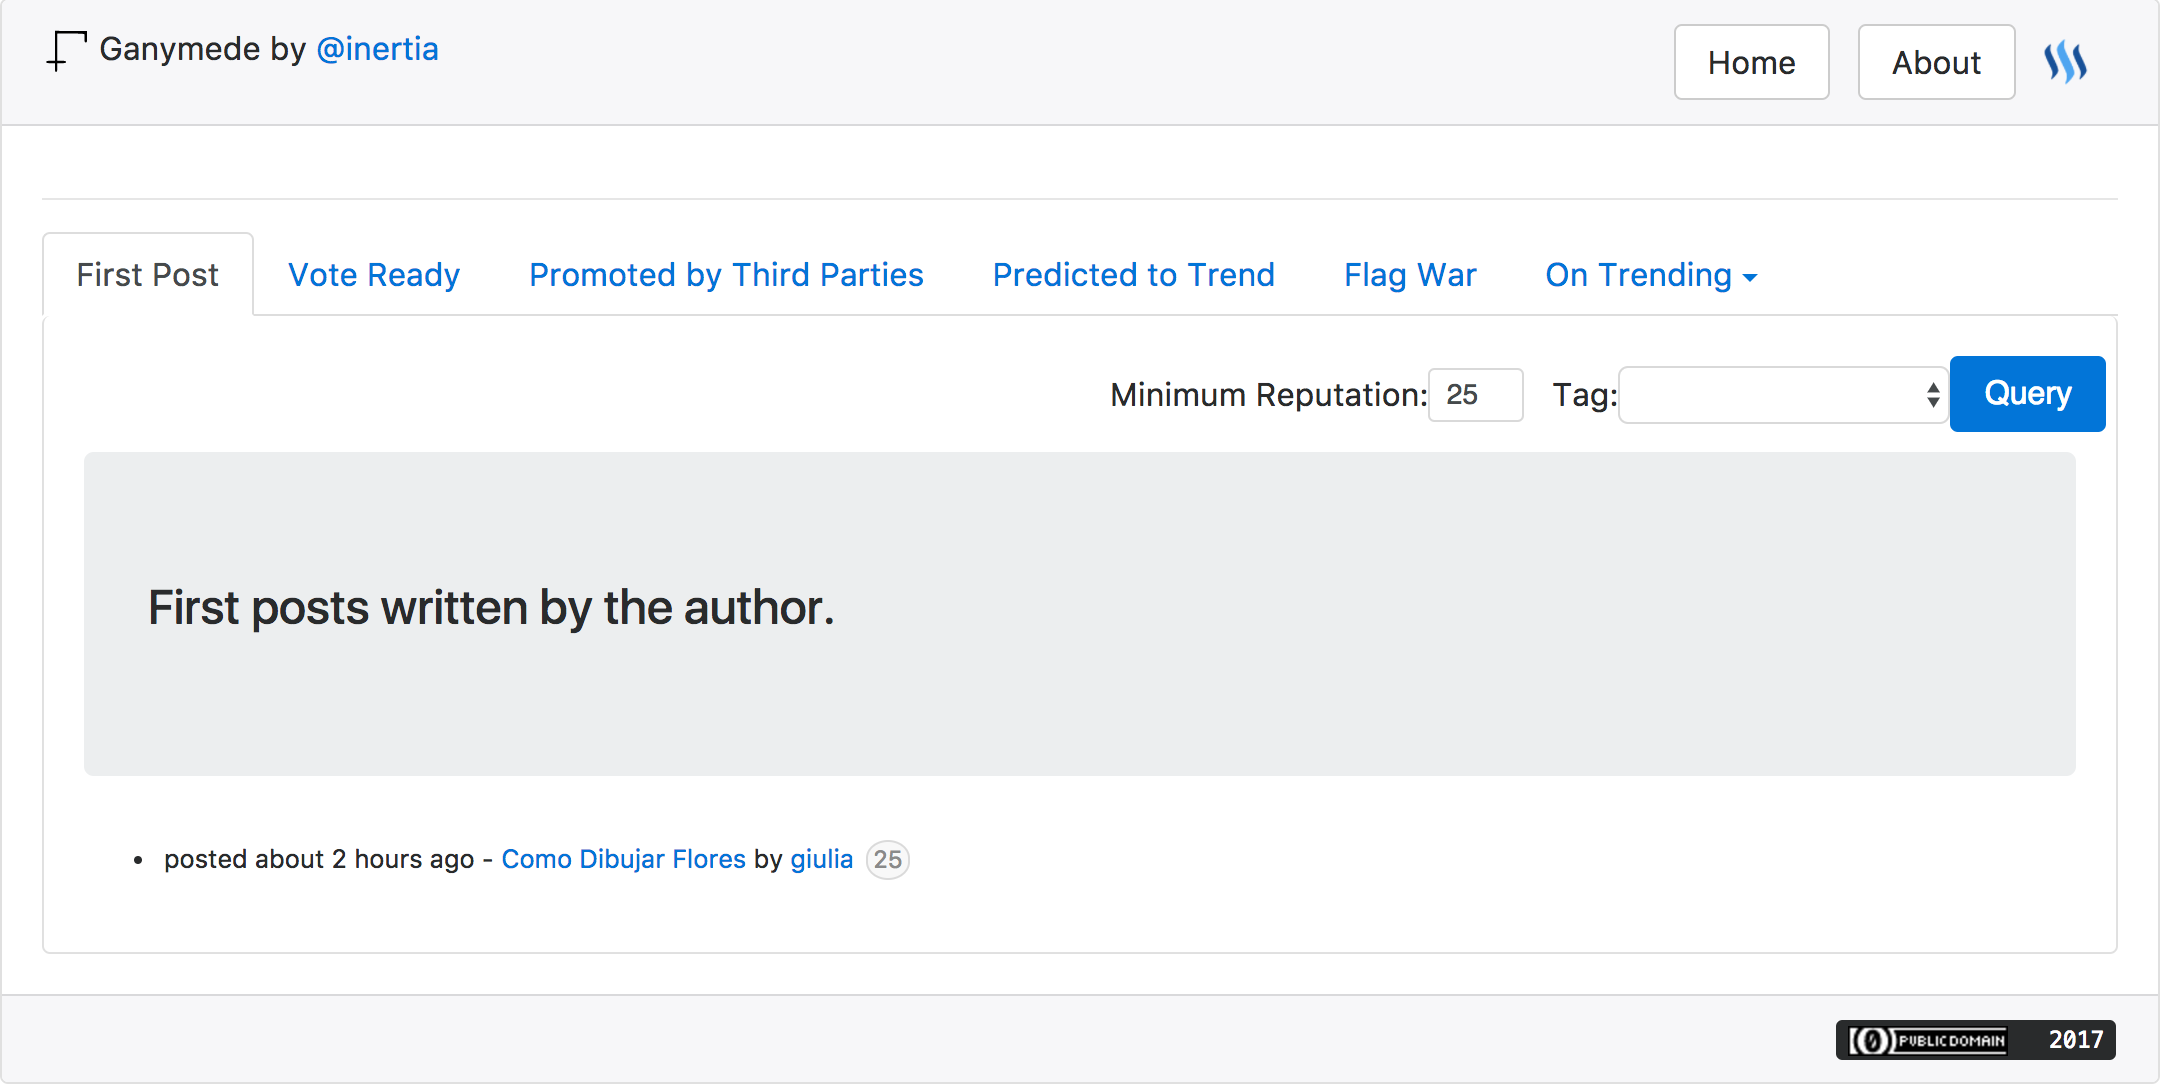 Ganymede by @inertia
Home
About
First Post
Vote Ready
Promoted by Third Parties
Predicted to Trend
Flag War
On Trending
Minimum Reputation: 25
Tag:
Query
First posts written by the author.
• posted about 2 hours ago - Como Dibujar Flores by giulia 25
PUBLIC DOMAIN 2017